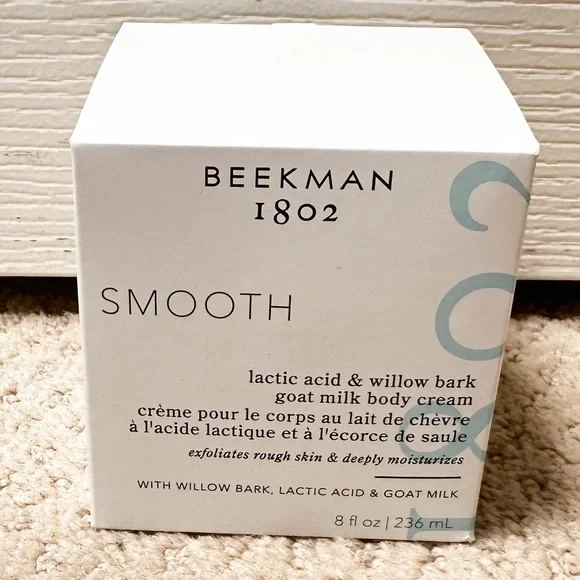 BEEKMAN
1802
SMOOTH
lactic acid & willow bark
goat milk body cream
crème pour le corps au lait de chèvre
à l'acide lactique et à l'écorce de saule
exfoliates rough skin & deeply moisturizes
WITH WILLOW BARK, LACTIC ACID & GOAT MILK
8 fl oz | 236 mL
1802